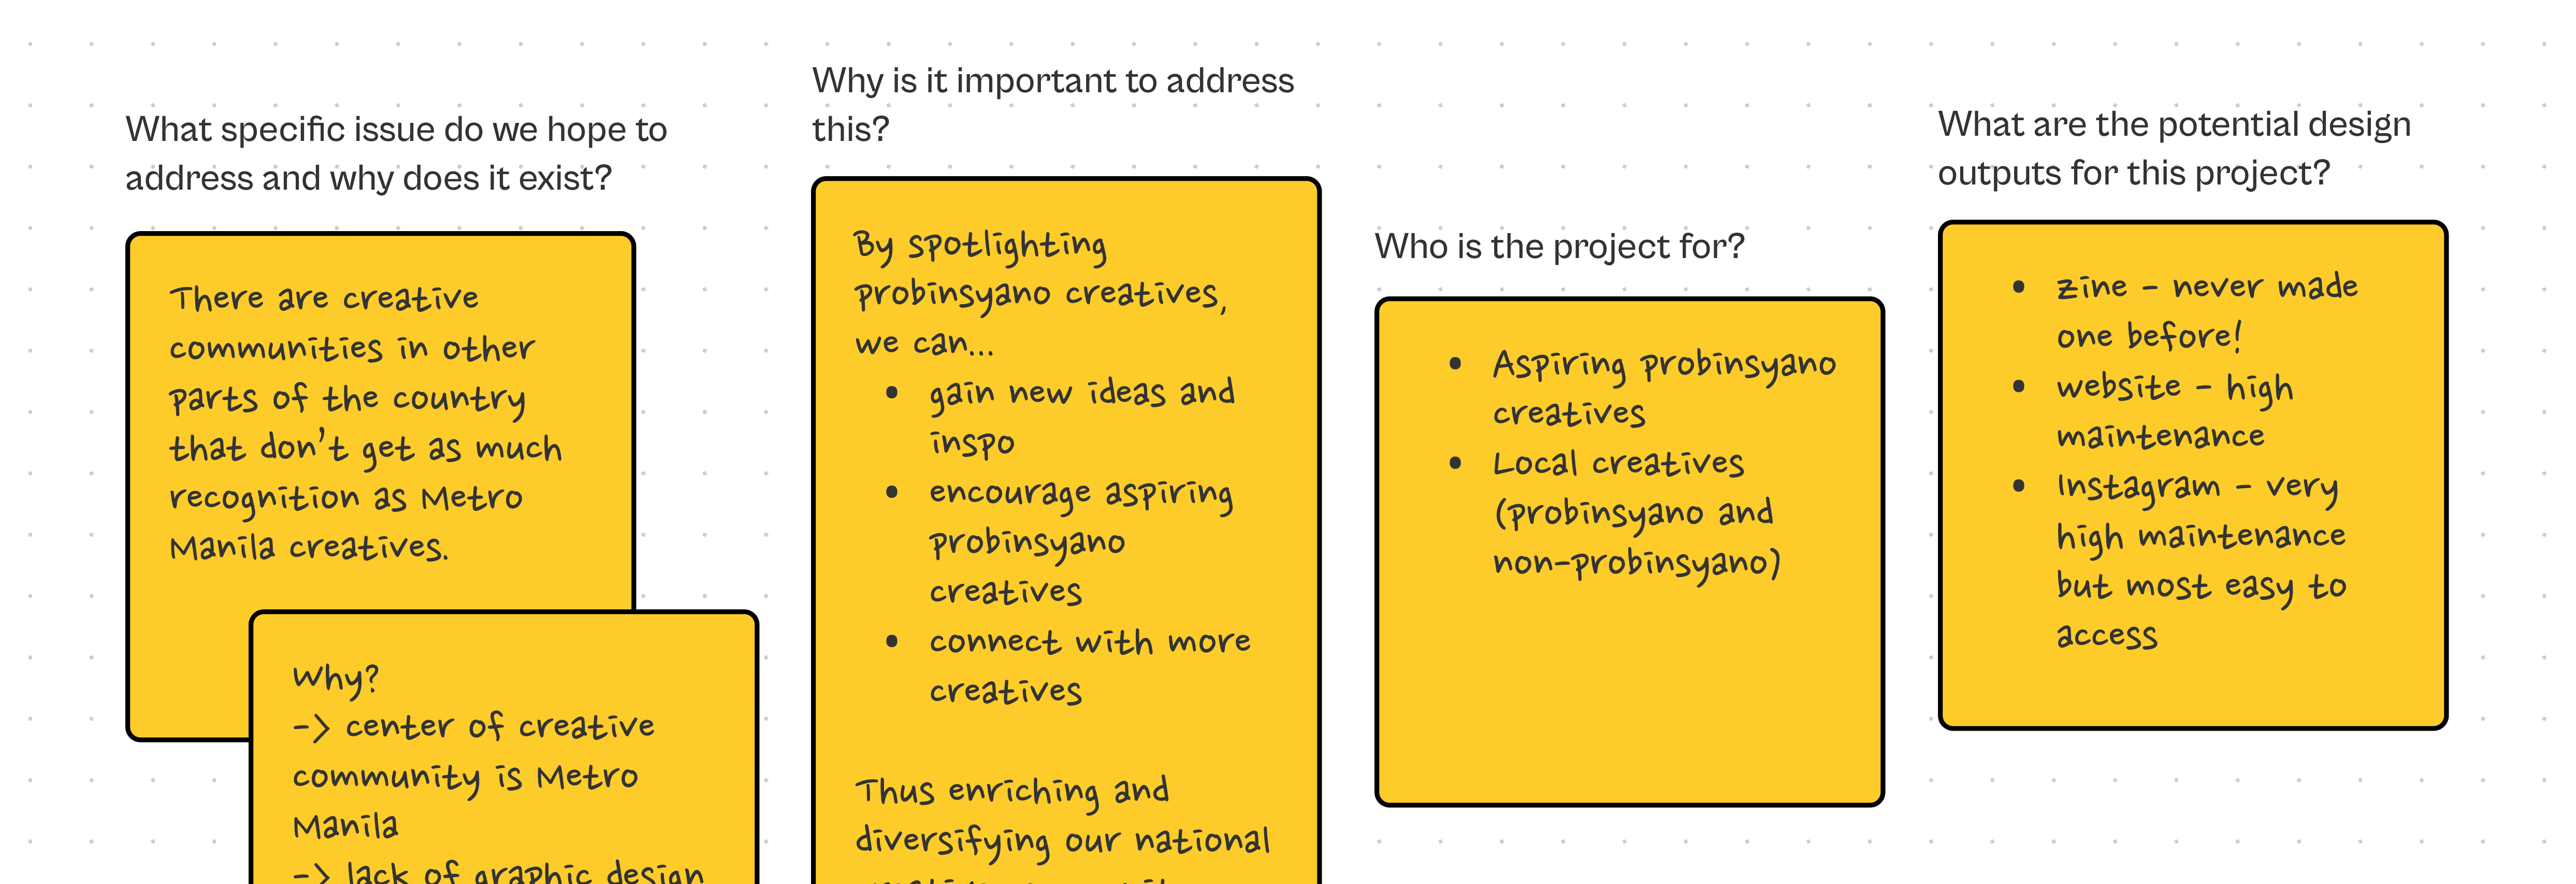 What specific issue do we hope to
address and why does it exist?
There are creative
communities in other
parts of the country
that don't get as much
recognition as Metro
Manila creatives.
Why?
-> center of creative
community is Metro
Manila
-> lack of graphic design
Why is it important to address
this?
By spotlighting
probinsyano creatives,
we can...
• gain new ideas and
inspo
• encourage aspiring
probinsyano
creatives
• connect with more
creatives
Thus enriching and
diversifying our national
Who is the project for?
• Aspiring probinsyano
creatives
• Local creatives
(probinsyano and
non-probinsyano)
What are the potential design
outputs for this project?
• zine - never made
one before!
• website - high
maintenance
• Instagram - very
high maintenance
but most easy to
access